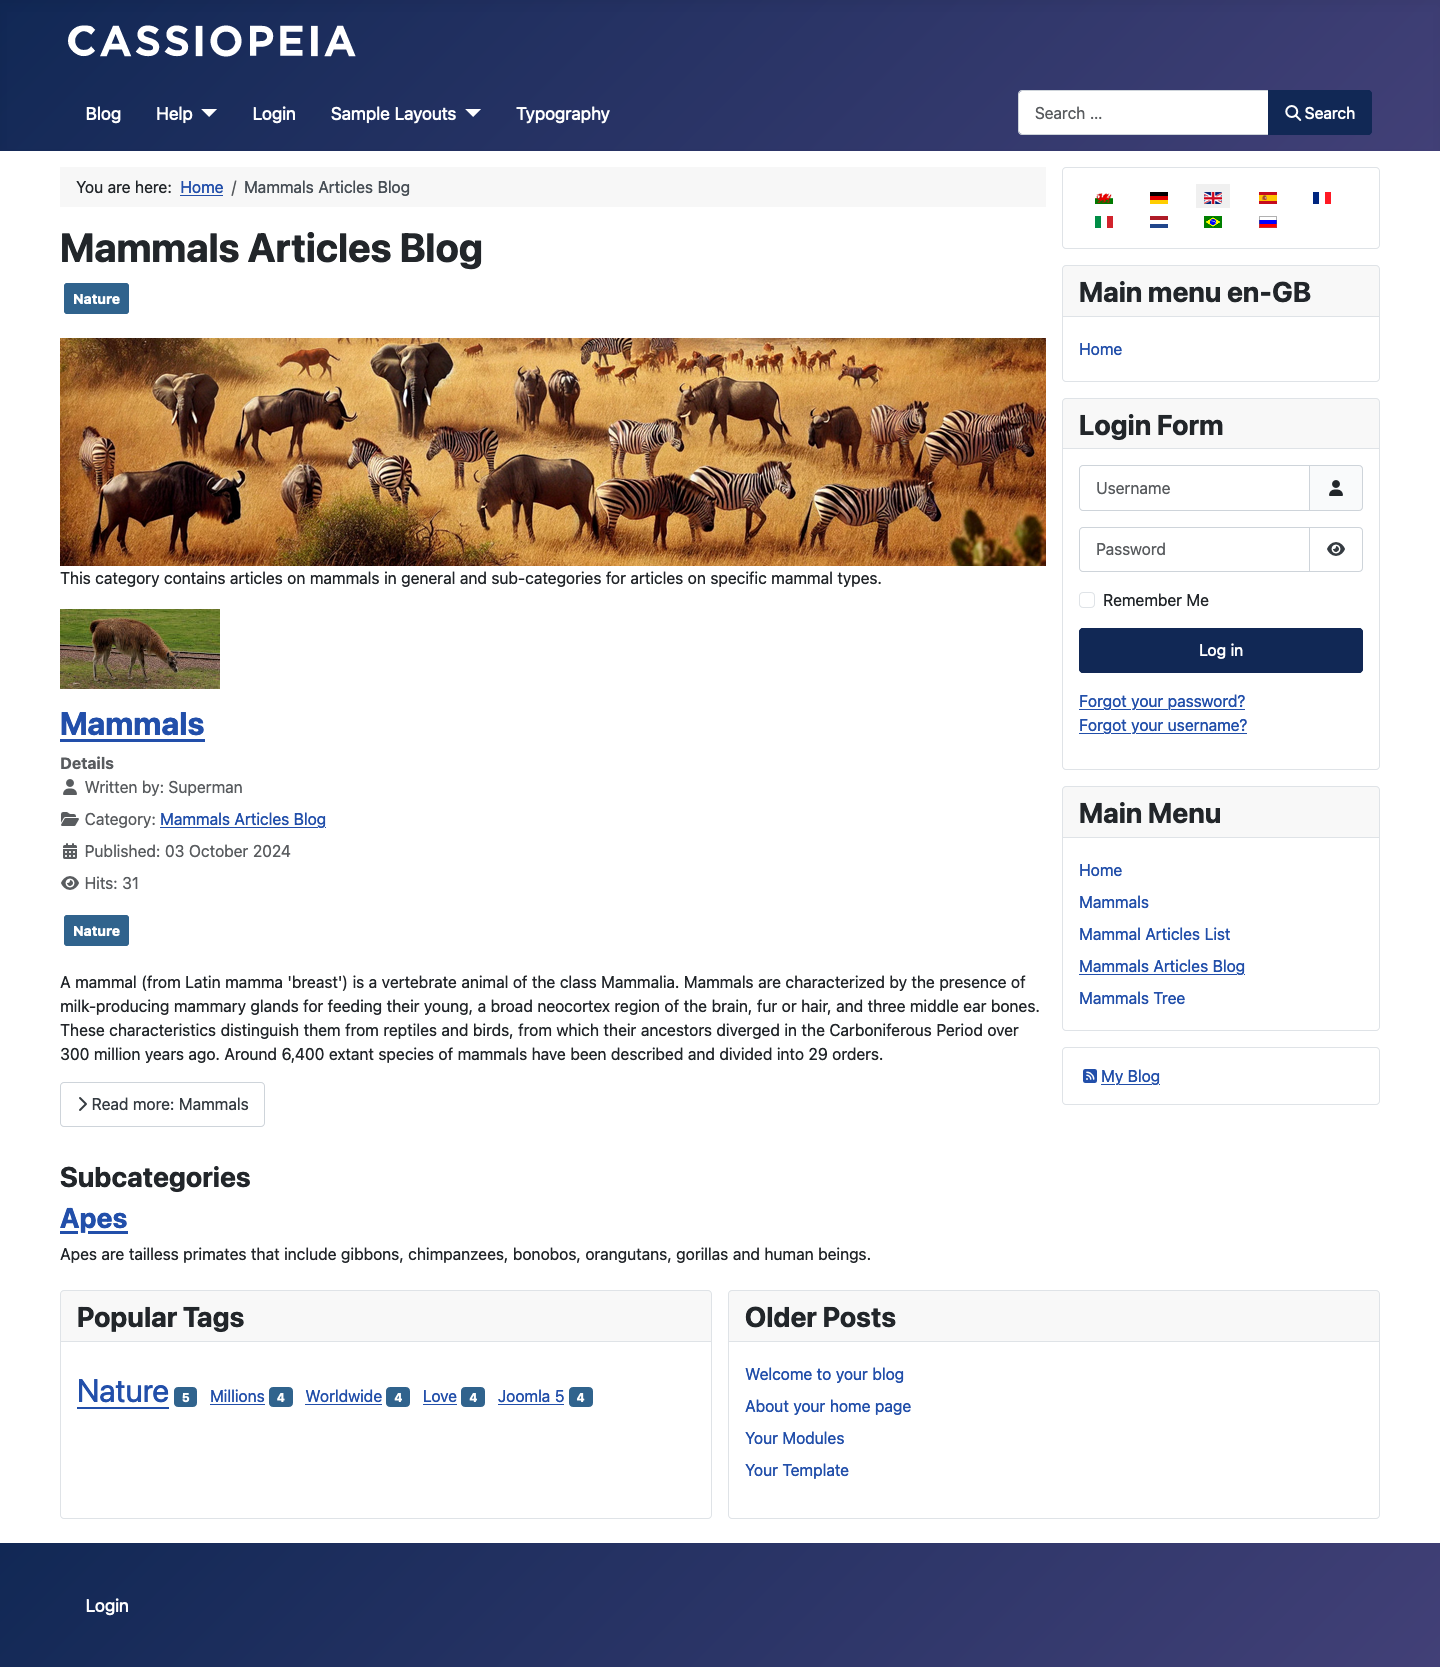 CASSIOPEIA
Blog Help Login Sample Layouts Typography
Search ... Search
You are here: Home / Mammals Articles Blog
Mammals Articles Blog
Nature
This category contains articles on mammals in general and sub-categories for articles on specific mammal types.
Mammals
Details
Written by: Superman
Category: Mammals Articles Blog
Published: 03 October 2024
Hits: 31
Nature
A mammal (from Latin mamma 'breast') is a vertebrate animal of the class Mammalia. Mammals are characterized by the presence of
milk-producing mammary glands for feeding their young, a broad neocortex region of the brain, fur or hair, and three middle ear bones.
These characteristics distinguish them from reptiles and birds, from which their ancestors diverged in the Carboniferous Period over
300 million years ago. Around 6,400 extant species of mammals have been described and divided into 29 orders.
Read more: Mammals
Subcategories
Apes
Apes are tailless primates that include gibbons, chimpanzees, bonobos, orangutans, gorillas and human beings.
Main menu en-GB
Home
Login Form
Username
Password
Remember Me
Log in
Forgot your password?
Forgot your username?
Main Menu
Home
Mammals
Mammal Articles List
Mammals Articles Blog
Mammals Tree
My Blog
Popular Tags
Nature 5 Millions 4 Worldwide 4 Love 4 Joomla 5 4
Older Posts
Welcome to your blog
About your home page
Your Modules
Your Template
Login